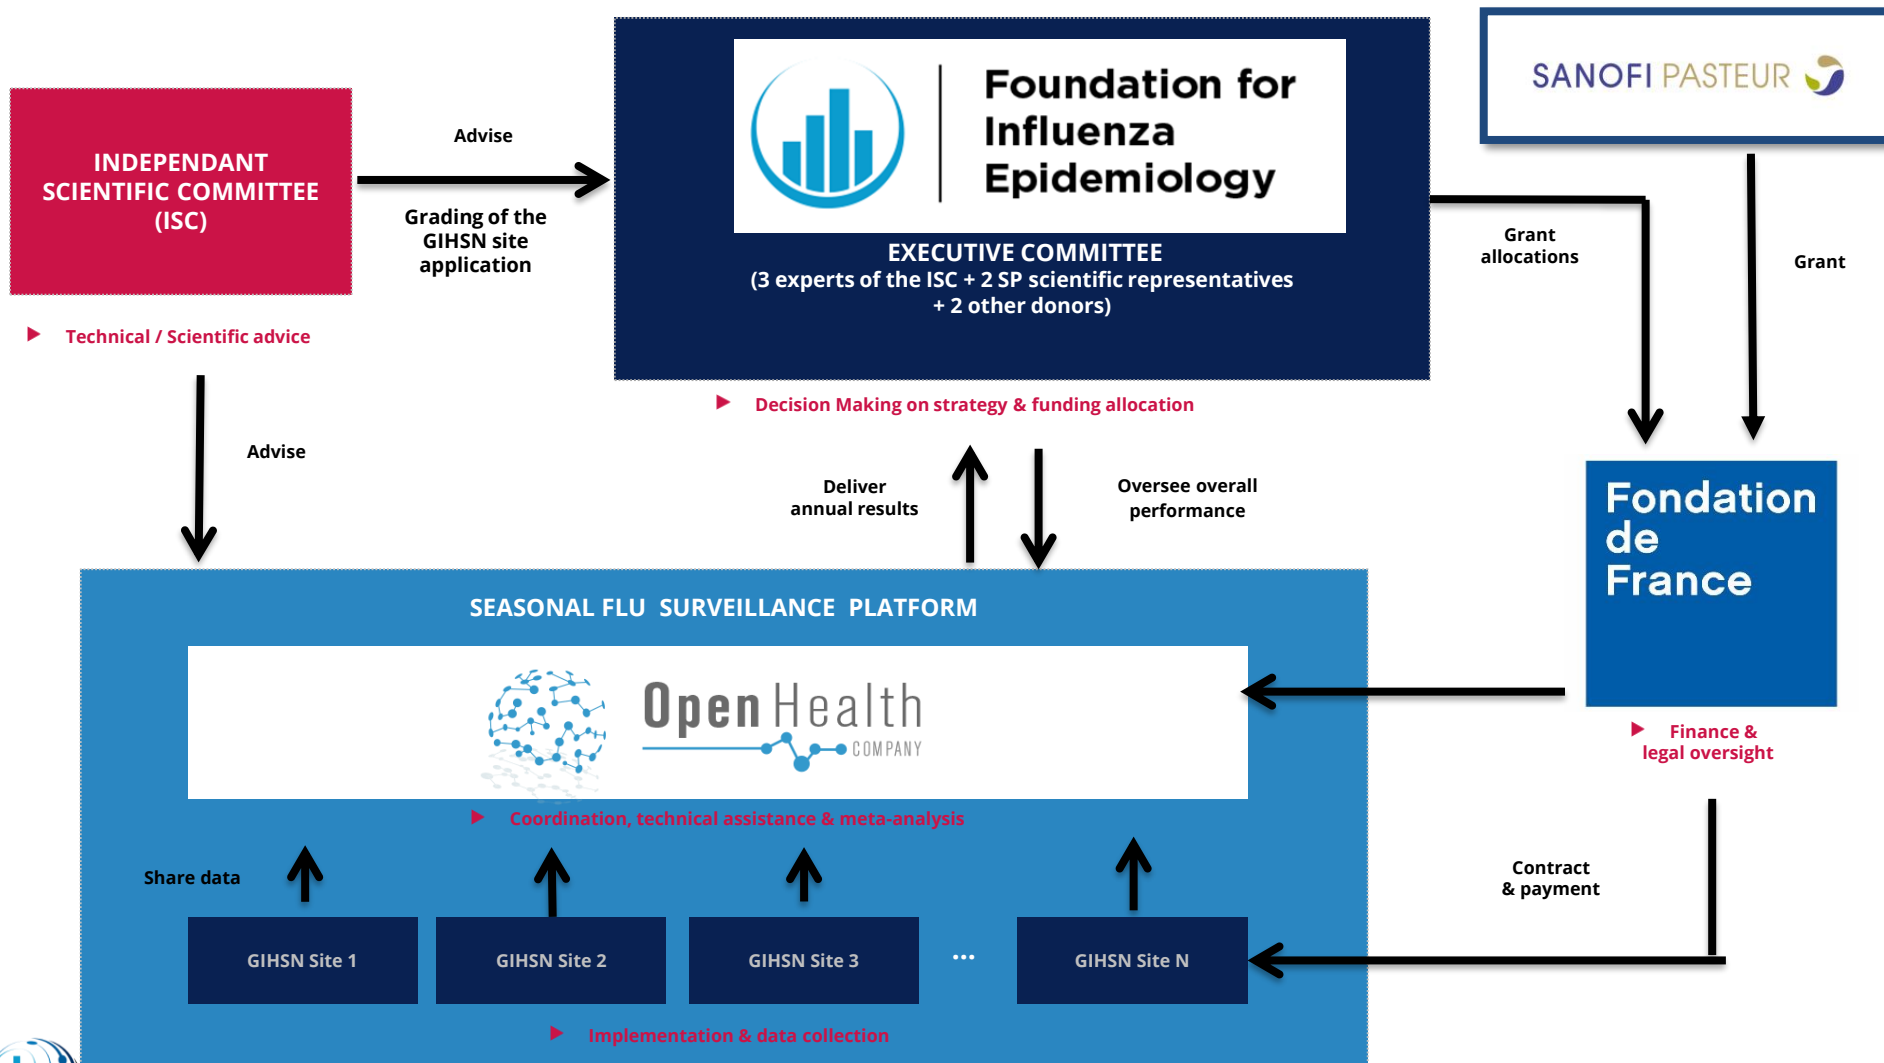 INDEPENDANT
SCIENTIFIC COMMITTEE
(ISC)
Technical / Scientific advice
Advise
Grading of the
GIHSN site
application
Foundation for
Influenza
Epidemiology
EXECUTIVE COMMITTEE
(3 experts of the ISC + 2 SP scientific representatives
+ 2 other donors)
Decision Making on strategy & funding allocation
SANOFI PASTEUR
Grant
allocations
Grant
Advise
Deliver
annual results
Oversee overall
performance
Fondation
de
France
Finance &
legal oversight
SEASONAL FLU SURVEILLANCE PLATFORM
Open Health
COMPANY
Coordination, technical assistance & meta-analysis
Share data
Contract
& payment
GIHSN Site 1
GIHSN Site 2
GIHSN Site 3
...
GIHSN Site N
Implementation & data collection